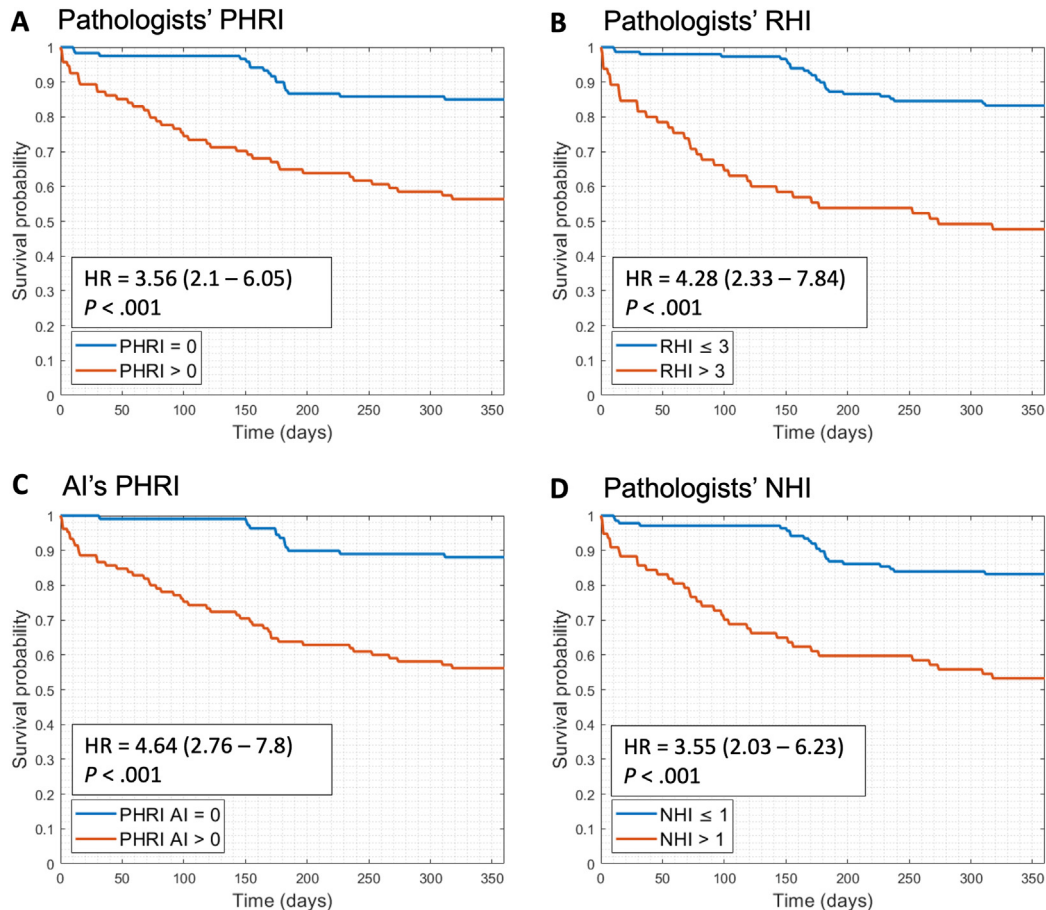 A Pathologists' PHRI
1
0.9
0.8
0.7
0.6
0.5
0.4
0.3
0.2
0.1
0
Survival probability
HR = 3.56 (2.1 – 6.05)
P < .001
PHRI = 0
PHRI > 0
0 50 100 150 200 250 300 350
Time (days)
B Pathologists' RHI
1
0.9
0.8
0.7
0.6
0.5
0.4
0.3
0.2
0.1
0
Survival probability
HR = 4.28 (2.33 – 7.84)
P < .001
RHI ≤ 3
RHI > 3
0 50 100 150 200 250 300 350
Time (days)
C AI's PHRI
1
0.9
0.8
0.7
0.6
0.5
0.4
0.3
0.2
0.1
0
Survival probability
HR = 4.64 (2.76 – 7.8)
P < .001
PHRI AI = 0
PHRI AI > 0
0 50 100 150 200 250 300 350
Time (days)
D Pathologists' NHI
1
0.9
0.8
0.7
0.6
0.5
0.4
0.3
0.2
0.1
0
Survival probability
HR = 3.55 (2.03 – 6.23)
P < .001
NHI ≤ 1
NHI > 1
0 50 100 150 200 250 300 350
Time (days)